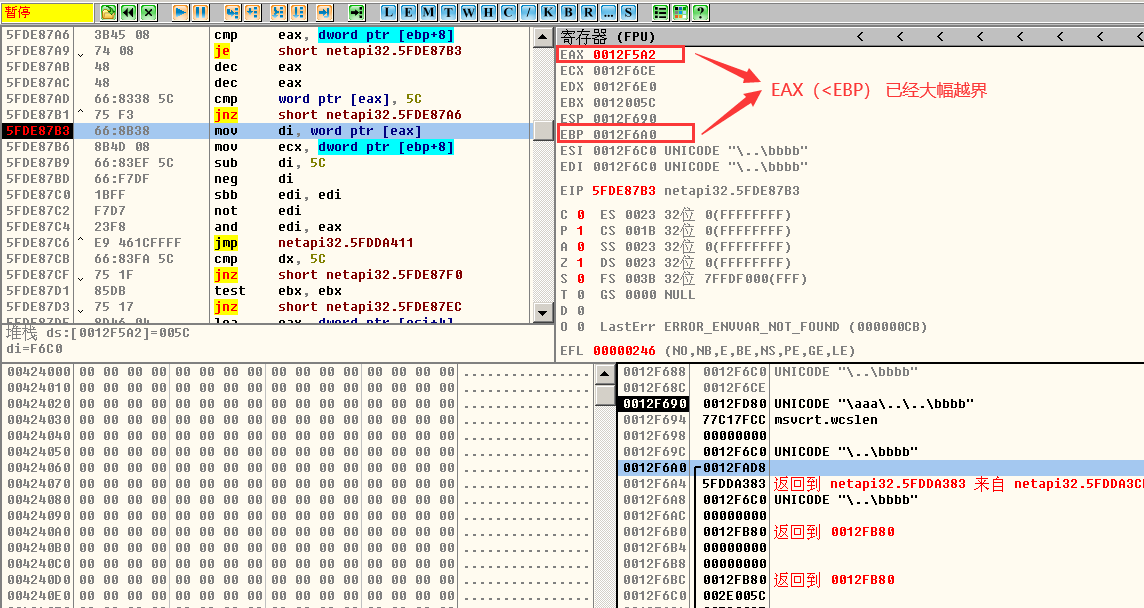 暂停
L E M T W H C / K B R ... S ?
5FDE87A6 3B45 08 cmp eax, dword ptr [ebp+8]
5FDE87A9 74 08 je short netapi32.5FDE87B3
5FDE87AB 48 dec eax
5FDE87AC 48 dec eax
5FDE87AD 66:8338 5C cmp word ptr [eax], 5C
5FDE87B1 ^ 75 F3 jnz short netapi32.5FDE87A6
5FDE87B3 66:8B38 mov di, word ptr [eax]
5FDE87B6 8B4D 08 mov ecx, dword ptr [ebp+8]
5FDE87B9 66:83EF 5C sub di, 5C
5FDE87BD 66:F7DF neg di
5FDE87C0 1BFF sbb edi, edi
5FDE87C2 F7D7 not edi
5FDE87C4 23F8 and edi, eax
5FDE87C6 ^ E9 461CFFFF jmp netapi32.5FDDA411
5FDE87CB 66:83FA 5C cmp dx, 5C
5FDE87CF 75 1F jnz short netapi32.5FDE87F0
5FDE87D1 85DB test ebx, ebx
5FDE87D3 75 17 jnz short netapi32.5FDE87EC
堆栈 ds:[0012F5A2]=005C
di=F6C0
寄存器 (FPU) < < < < < < < <
EAX 0012F5A2
ECX 0012F6CE
EDX 0012F6E0
EBX 0012005C
ESP 0012F690
EBP 0012F6A0
ESI 0012F6C0 UNICODE "\..\bbbb"
EDI 0012F6C0 UNICODE "\..\bbbb"
EIP 5FDE87B3 netapi32.5FDE87B3
C 0 ES 0023 32位 0(FFFFFFFF)
P 1 CS 001B 32位 0(FFFFFFFF)
A 0 SS 0023 32位 0(FFFFFFFF)
Z 1 DS 0023 32位 0(FFFFFFFF)
S 0 FS 003B 32位 7FFDF000(FFF)
T 0 GS 0000 NULL
D 0
O 0 LastErr ERROR_ENVVAR_NOT_FOUND (000000CB)
EFL 00000246 (NO,NB,E,BE,NS,PE,GE,LE)
EAX（<EBP） 已经大幅越界
00424000 00 00 00 00 00 00 00 00 00 00 00 00 00 00 00 00 ................
00424010 00 00 00 00 00 00 00 00 00 00 00 00 00 00 00 00 ................
00424020 00 00 00 00 00 00 00 00 00 00 00 00 00 00 00 00 ................
00424030 00 00 00 00 00 00 00 00 00 00 00 00 00 00 00 00 ................
00424040 00 00 00 00 00 00 00 00 00 00 00 00 00 00 00 00 ................
00424050 00 00 00 00 00 00 00 00 00 00 00 00 00 00 00 00 ................
00424060 00 00 00 00 00 00 00 00 00 00 00 00 00 00 00 00 ................
00424070 00 00 00 00 00 00 00 00 00 00 00 00 00 00 00 00 ................
00424080 00 00 00 00 00 00 00 00 00 00 00 00 00 00 00 00 ................
00424090 00 00 00 00 00 00 00 00 00 00 00 00 00 00 00 00 ................
004240A0 00 00 00 00 00 00 00 00 00 00 00 00 00 00 00 00 ................
004240B0 00 00 00 00 00 00 00 00 00 00 00 00 00 00 00 00 ................
004240C0 00 00 00 00 00 00 00 00 00 00 00 00 00 00 00 00 ................
004240D0 00 00 00 00 00 00 00 00 00 00 00 00 00 00 00 00 ................
004240E0 00 00 00 00 00 00 00 00 00 00 00 00 00 00 00 00 ................
0012F688 0012F6C0 UNICODE "\..\bbbb"
0012F68C 0012F6CE
0012F690 0012FD80 UNICODE "\aaa\..\..\bbbb"
0012F694 77C17FCC msvcrt.wcslen
0012F698 00000000
0012F69C 0012F6C0 UNICODE "\..\bbbb"
0012F6A0 0012FAD8
0012F6A4 5FDDA383 返回到 netapi32.5FDDA383 来自 netapi32.5FDDA3C
0012F6A8 0012F6C0 UNICODE "\..\bbbb"
0012F6AC 00000000
0012F6B0 0012FB80 返回到 0012FB80
0012F6B4 00000000
0012F6B8 00000000
0012F6BC 0012FB80 返回到 0012FB80
0012F6C0 002E005C